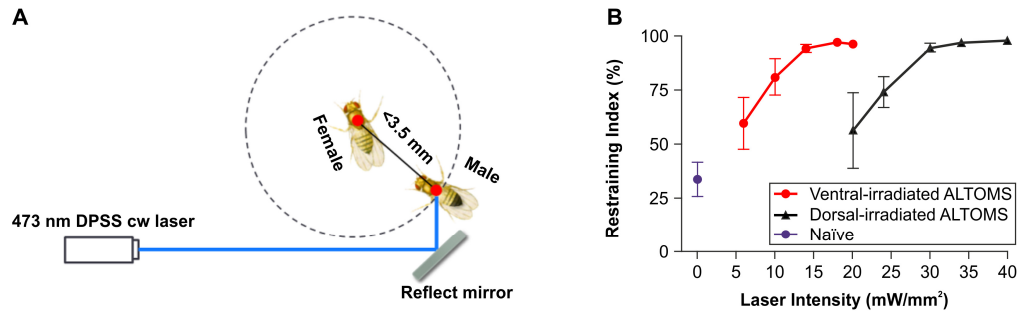 A
Female
<3.5 mm
Male
473 nm DPSS cw laser
Reflect mirror
B
Restraining Index (%)
100
75
50
25
0
Ventral-irradiated ALTOMS
Dorsal-irradiated ALTOMS
Naïve
0 5 10 15 20 25 30 35 40
Laser Intensity (mW/mm²)